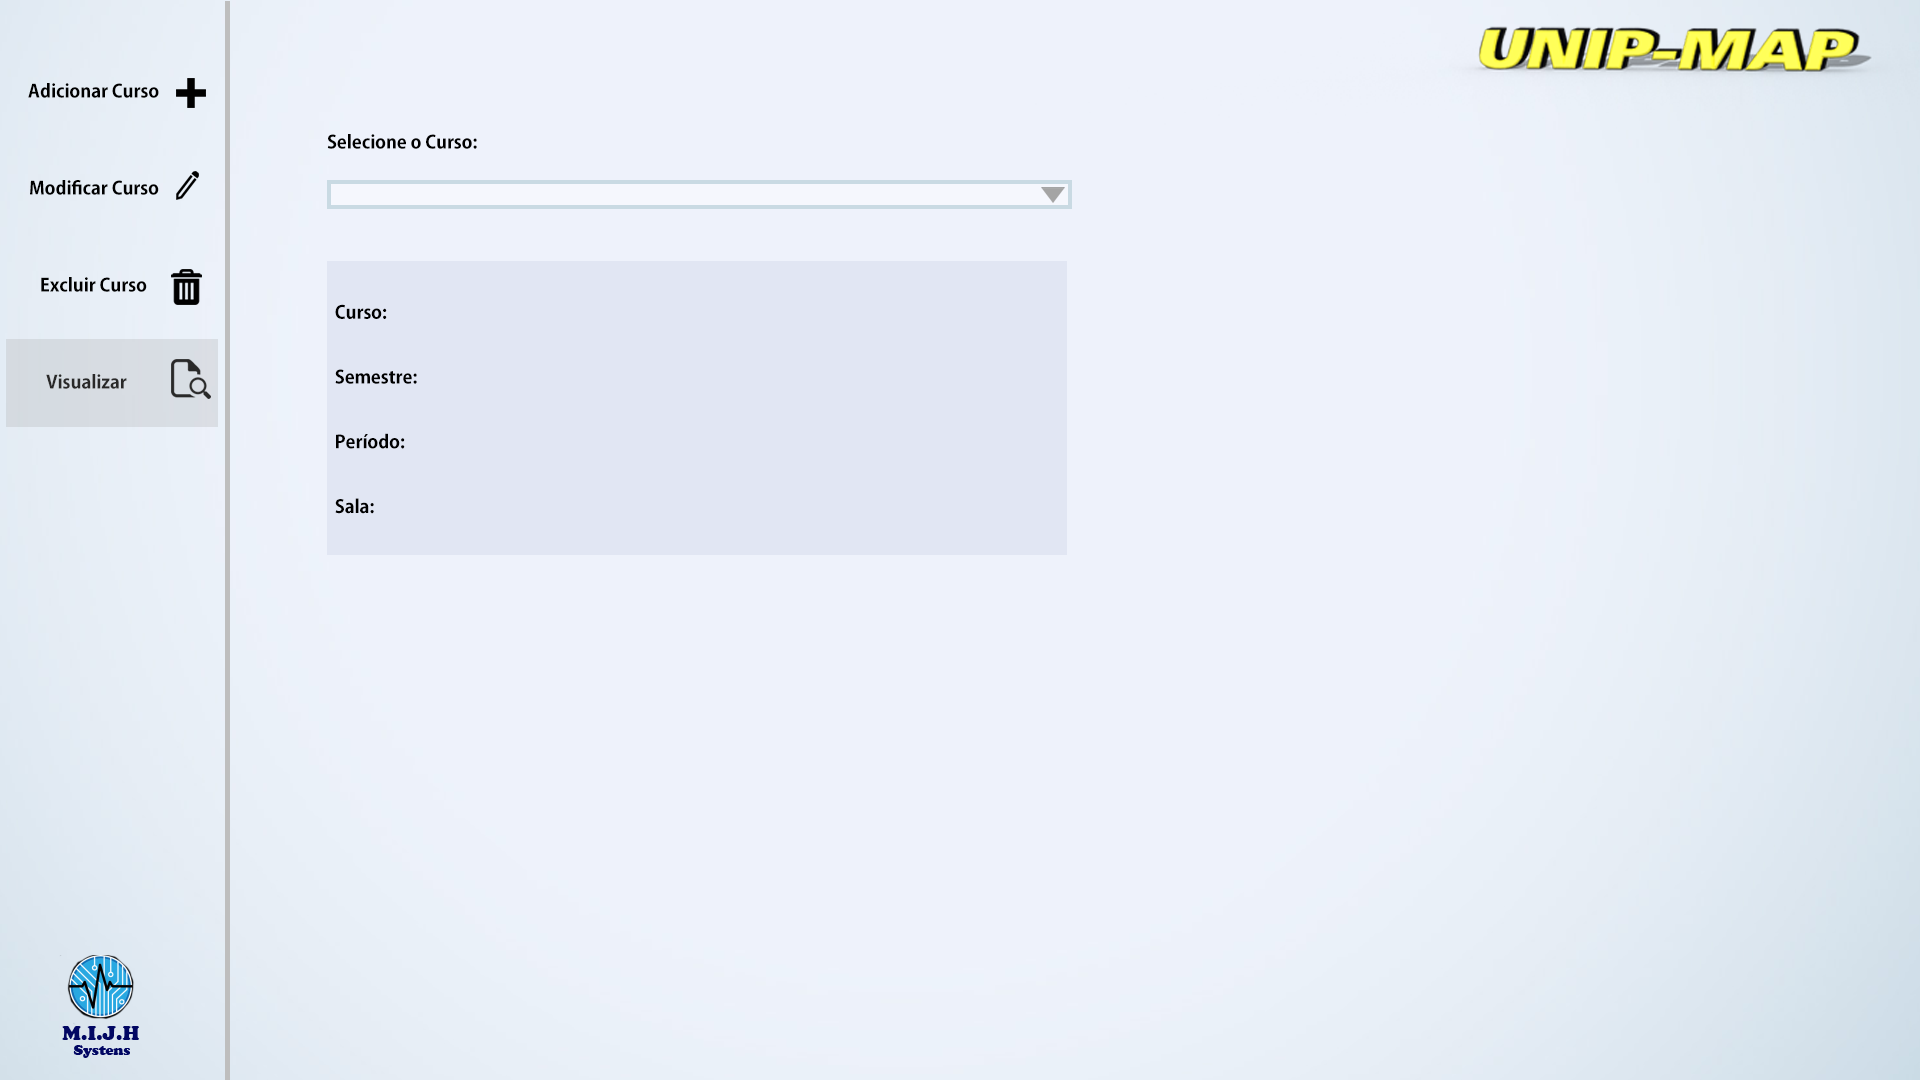 Adicionar Curso
Modificar Curso
Excluir Curso
Visualizar
UNIP-MAP
Selecione o Curso:
Curso:
Semestre:
Período:
Sala:
M.I.J.H
Systens